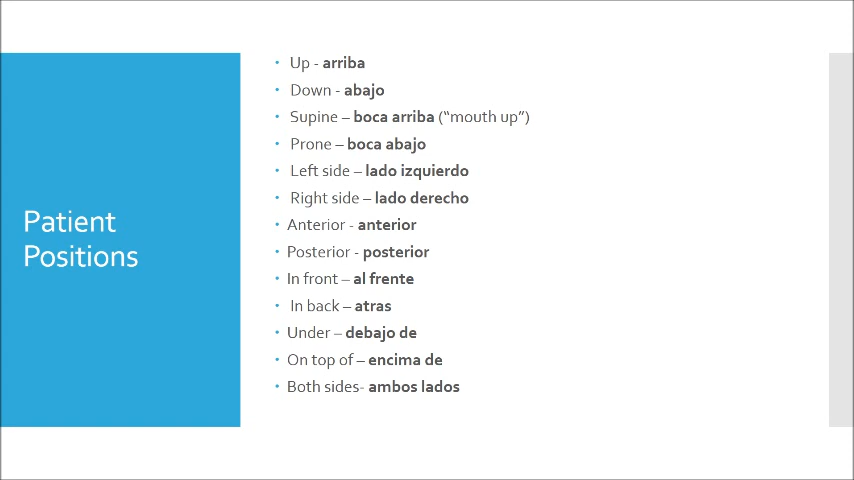 Patient
Positions
• Up - arriba
• Down - abajo
• Supine – boca arriba (“mouth up”)
• Prone – boca abajo
• Left side – lado izquierdo
• Right side – lado derecho
• Anterior - anterior
• Posterior - posterior
• In front – al frente
• In back – atras
• Under – debajo de
• On top of – encima de
• Both sides- ambos lados